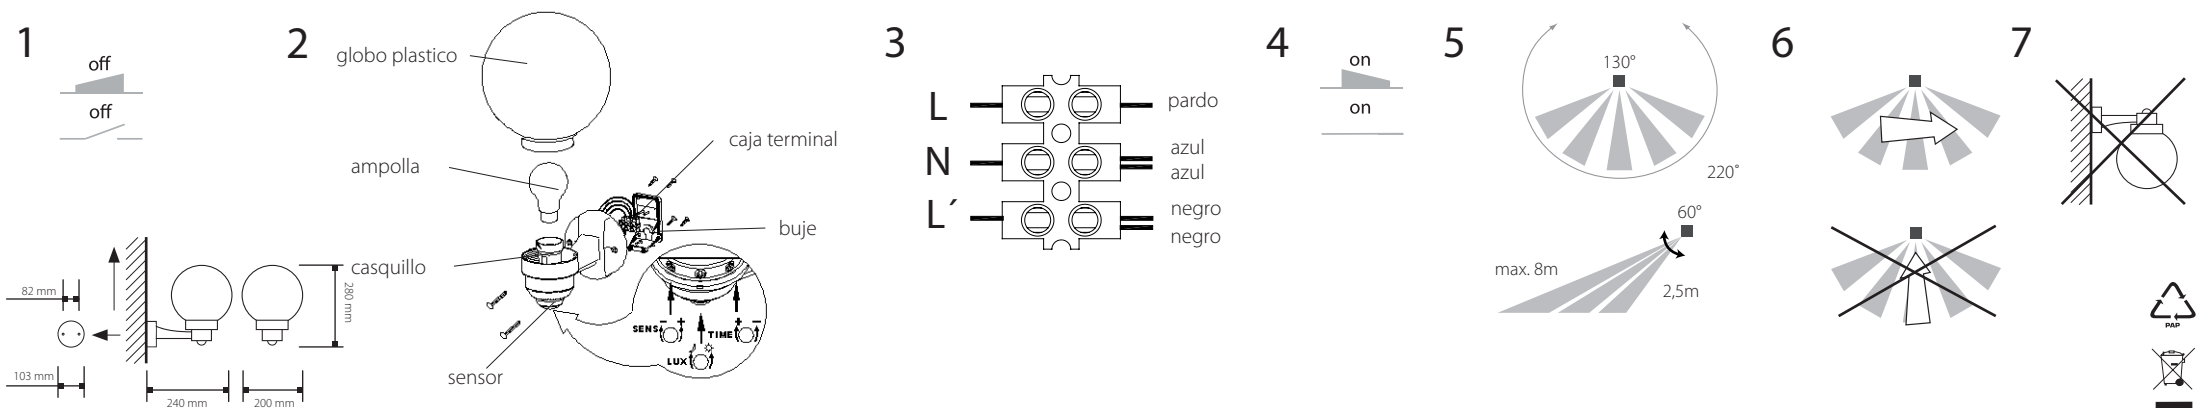 1
off
off
82 mm
103 mm
240 mm
200 mm
280 mm
2
globo plastico
ampolla
casquillo
sensor
caja terminal
buje
SENS
- +
TIME
+ -
LUX
3
L
N
L´
pardo
azul
azul
negro
negro
4
on
on
5
130°
220°
60°
max. 8m
2,5m
6
7
PAP